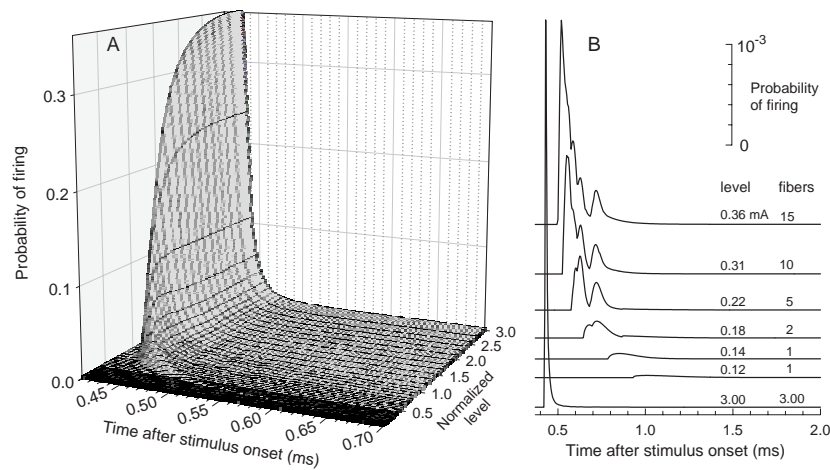 A
Probability of firing
0.3
0.2
0.1
0.0
0.45
0.50
0.55
0.60
0.65
0.70
Time after stimulus onset (ms)
0.5
1.0
1.5
2.0
2.5
3.0
Normalized
level
B
10-3
Probability
of firing
0
level fibers
0.36 mA 15
0.31 10
0.22 5
0.18 2
0.14 1
0.12 1
3.00 3.00
0.5 1.0 1.5 2.0
Time after stimulus onset (ms)